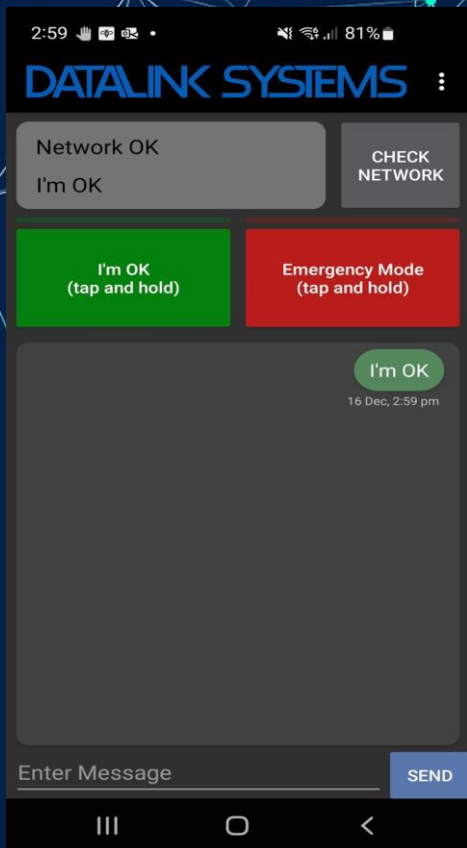 2:59 81%
DATALINK SYSTEMS
Network OK
I'm OK
CHECK
NETWORK
I'm OK
(tap and hold)
Emergency Mode
(tap and hold)
I'm OK
16 Dec, 2:59 pm
Enter Message
SEND